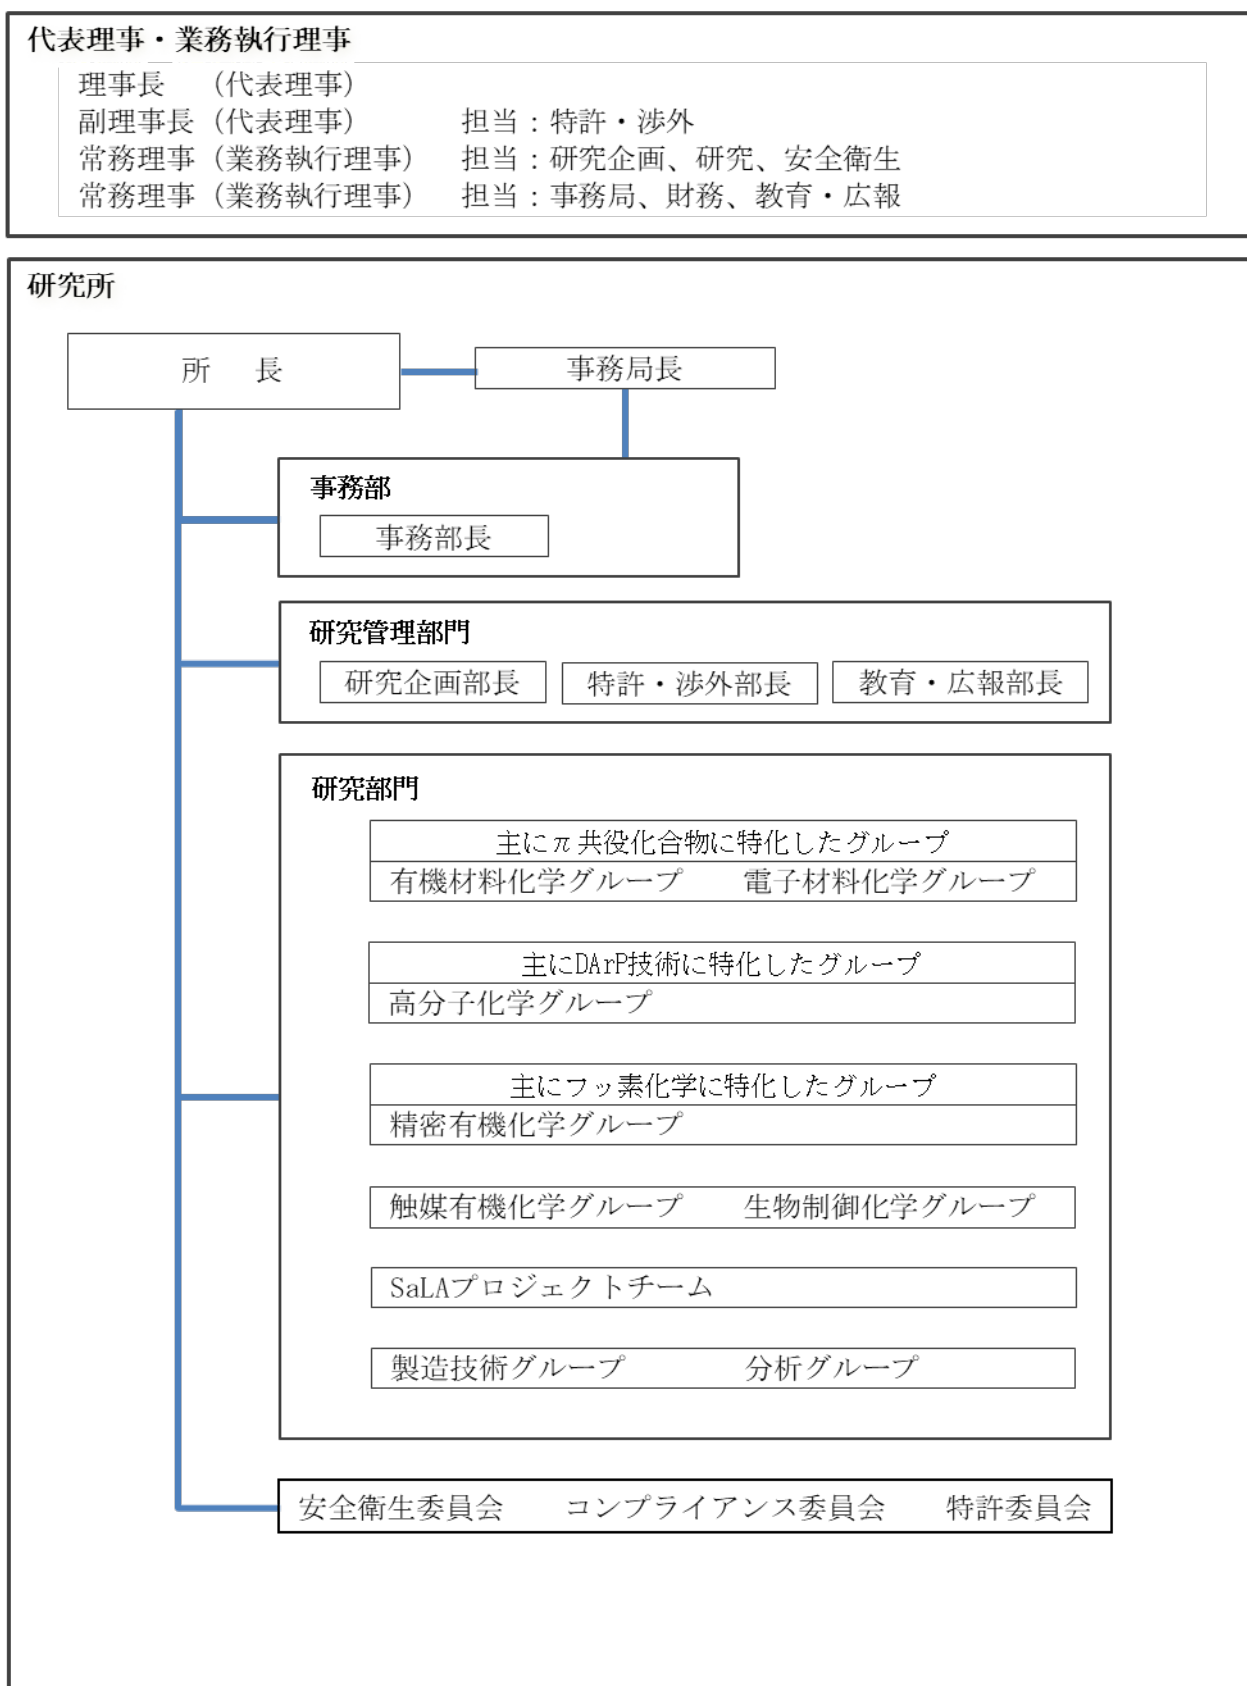 代表理事・業務執行理事
理事長　（代表理事）
副理事長（代表理事）　担当：特許・渉外
常務理事（業務執行理事）　担当：研究企画、研究、安全衛生
常務理事（業務執行理事）　担当：事務局、財務、教育・広報
研究所
所　長
事務局長
事務部
事務部長
研究管理部門
研究企画部長　特許・渉外部長　教育・広報部長
研究部門
主にπ共役化合物に特化したグループ
有機材料化学グループ　電子材料化学グループ
主にDArP技術に特化したグループ
高分子化学グループ
主にフッ素化学に特化したグループ
精密有機化学グループ
触媒有機化学グループ　生物制御化学グループ
SaLAプロジェクトチーム
製造技術グループ　分析グループ
安全衛生委員会　コンプライアンス委員会　特許委員会